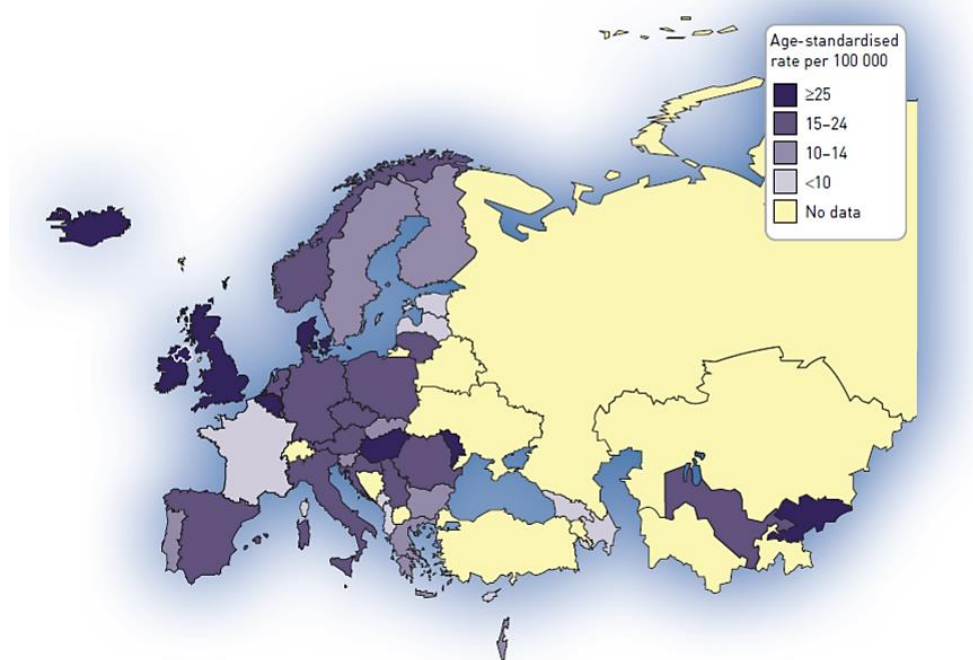 Age-standardised
rate per 100 000
≥25
15–24
10–14
<10
No data